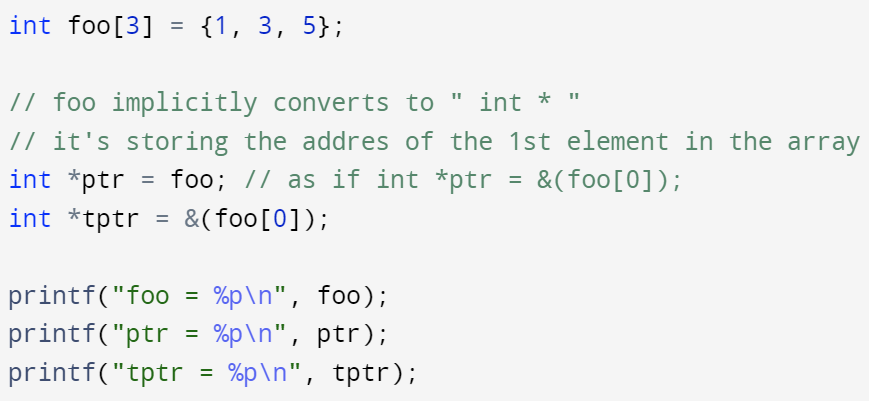 int foo[3] = {1, 3, 5};
// foo implicitly converts to " int * "
// it's storing the addres of the 1st element in the array
int *ptr = foo; // as if int *ptr = &(foo[0]);
int *tptr = &(foo[0]);
printf("foo = %p\n", foo);
printf("ptr = %p\n", ptr);
printf("tptr = %p\n", tptr);